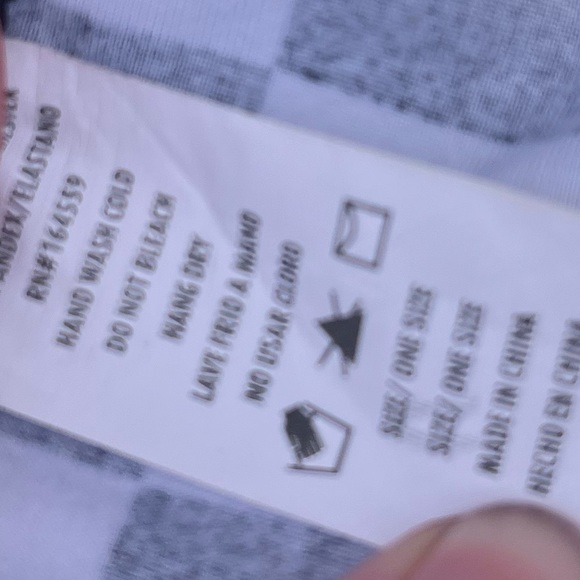 ANDEX/ELASTANO
RN#164559
HAND WASH COLD
DO NOT BLEACH
HANG DRY
LAVE FRIO A MANO
NO USAR CLORO
SIZE/ ONE SIZE
SIZE/ ONE SIZE
MADE IN CHINA
HECHO EN CHINA